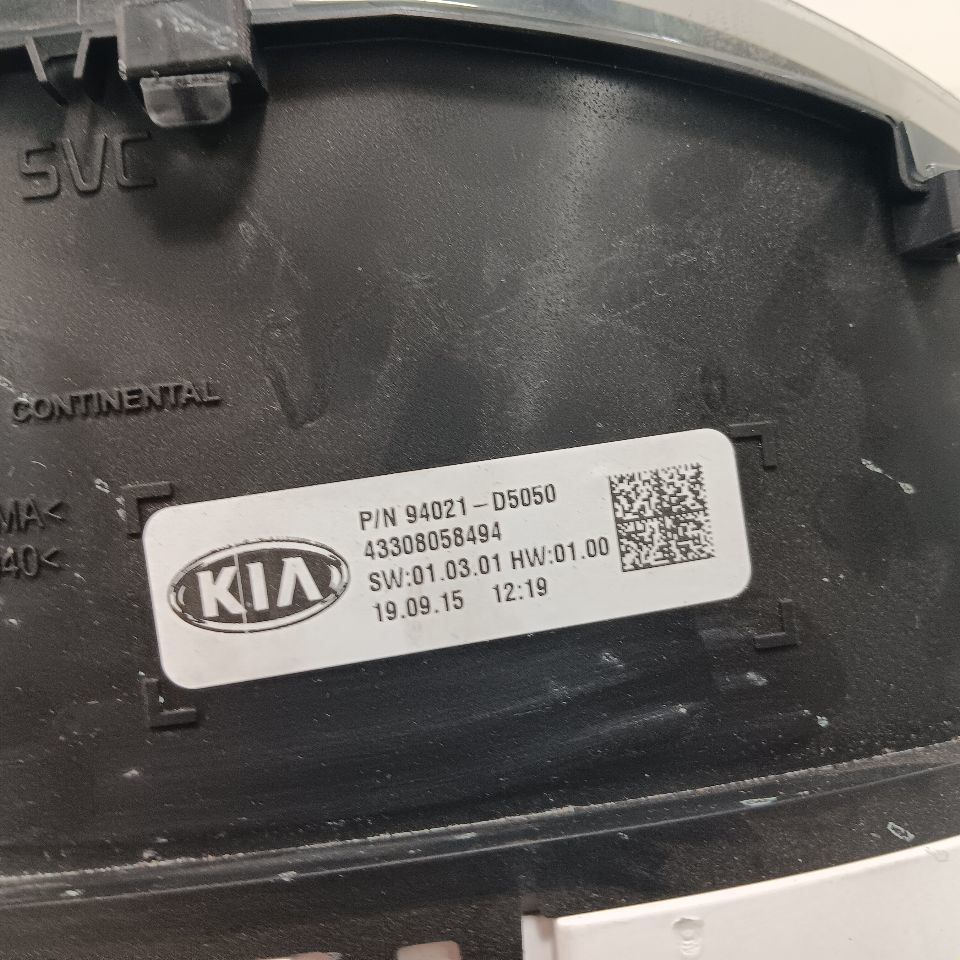 SVC
CONTINENTAL
MA<
40<
KIA
P/N 94021-D5050
43308058494
SW:01.03.01 HW:01.00
19.09.15 12:19